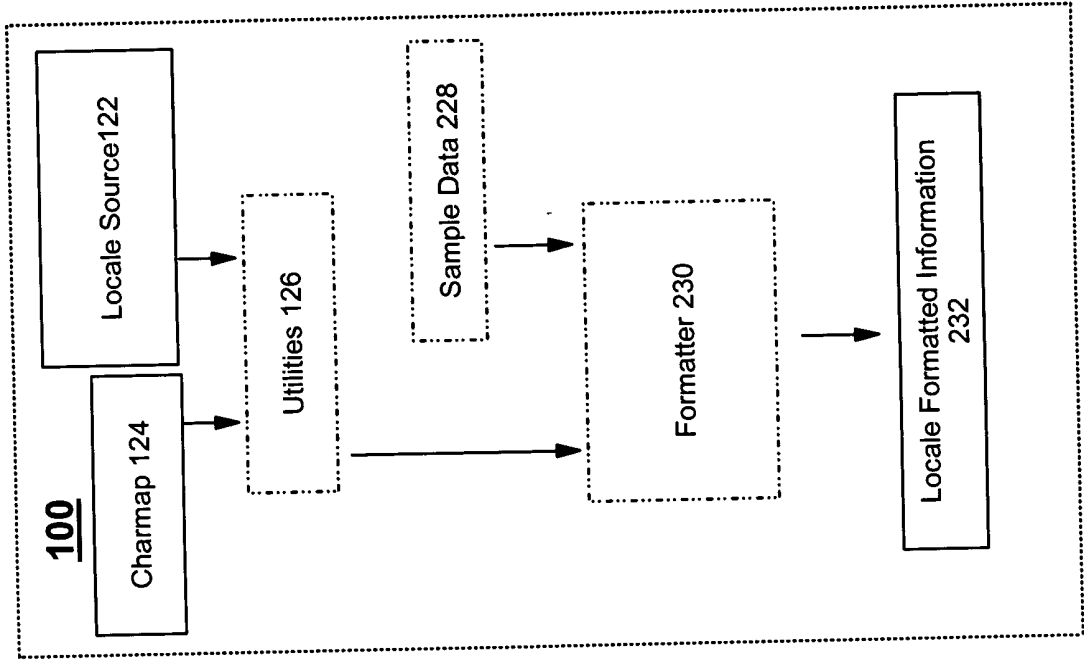 100
Charmap 124
Locale Source122
Utilities 126
Sample Data 228
Formatter 230
Locale Formatted Information
232